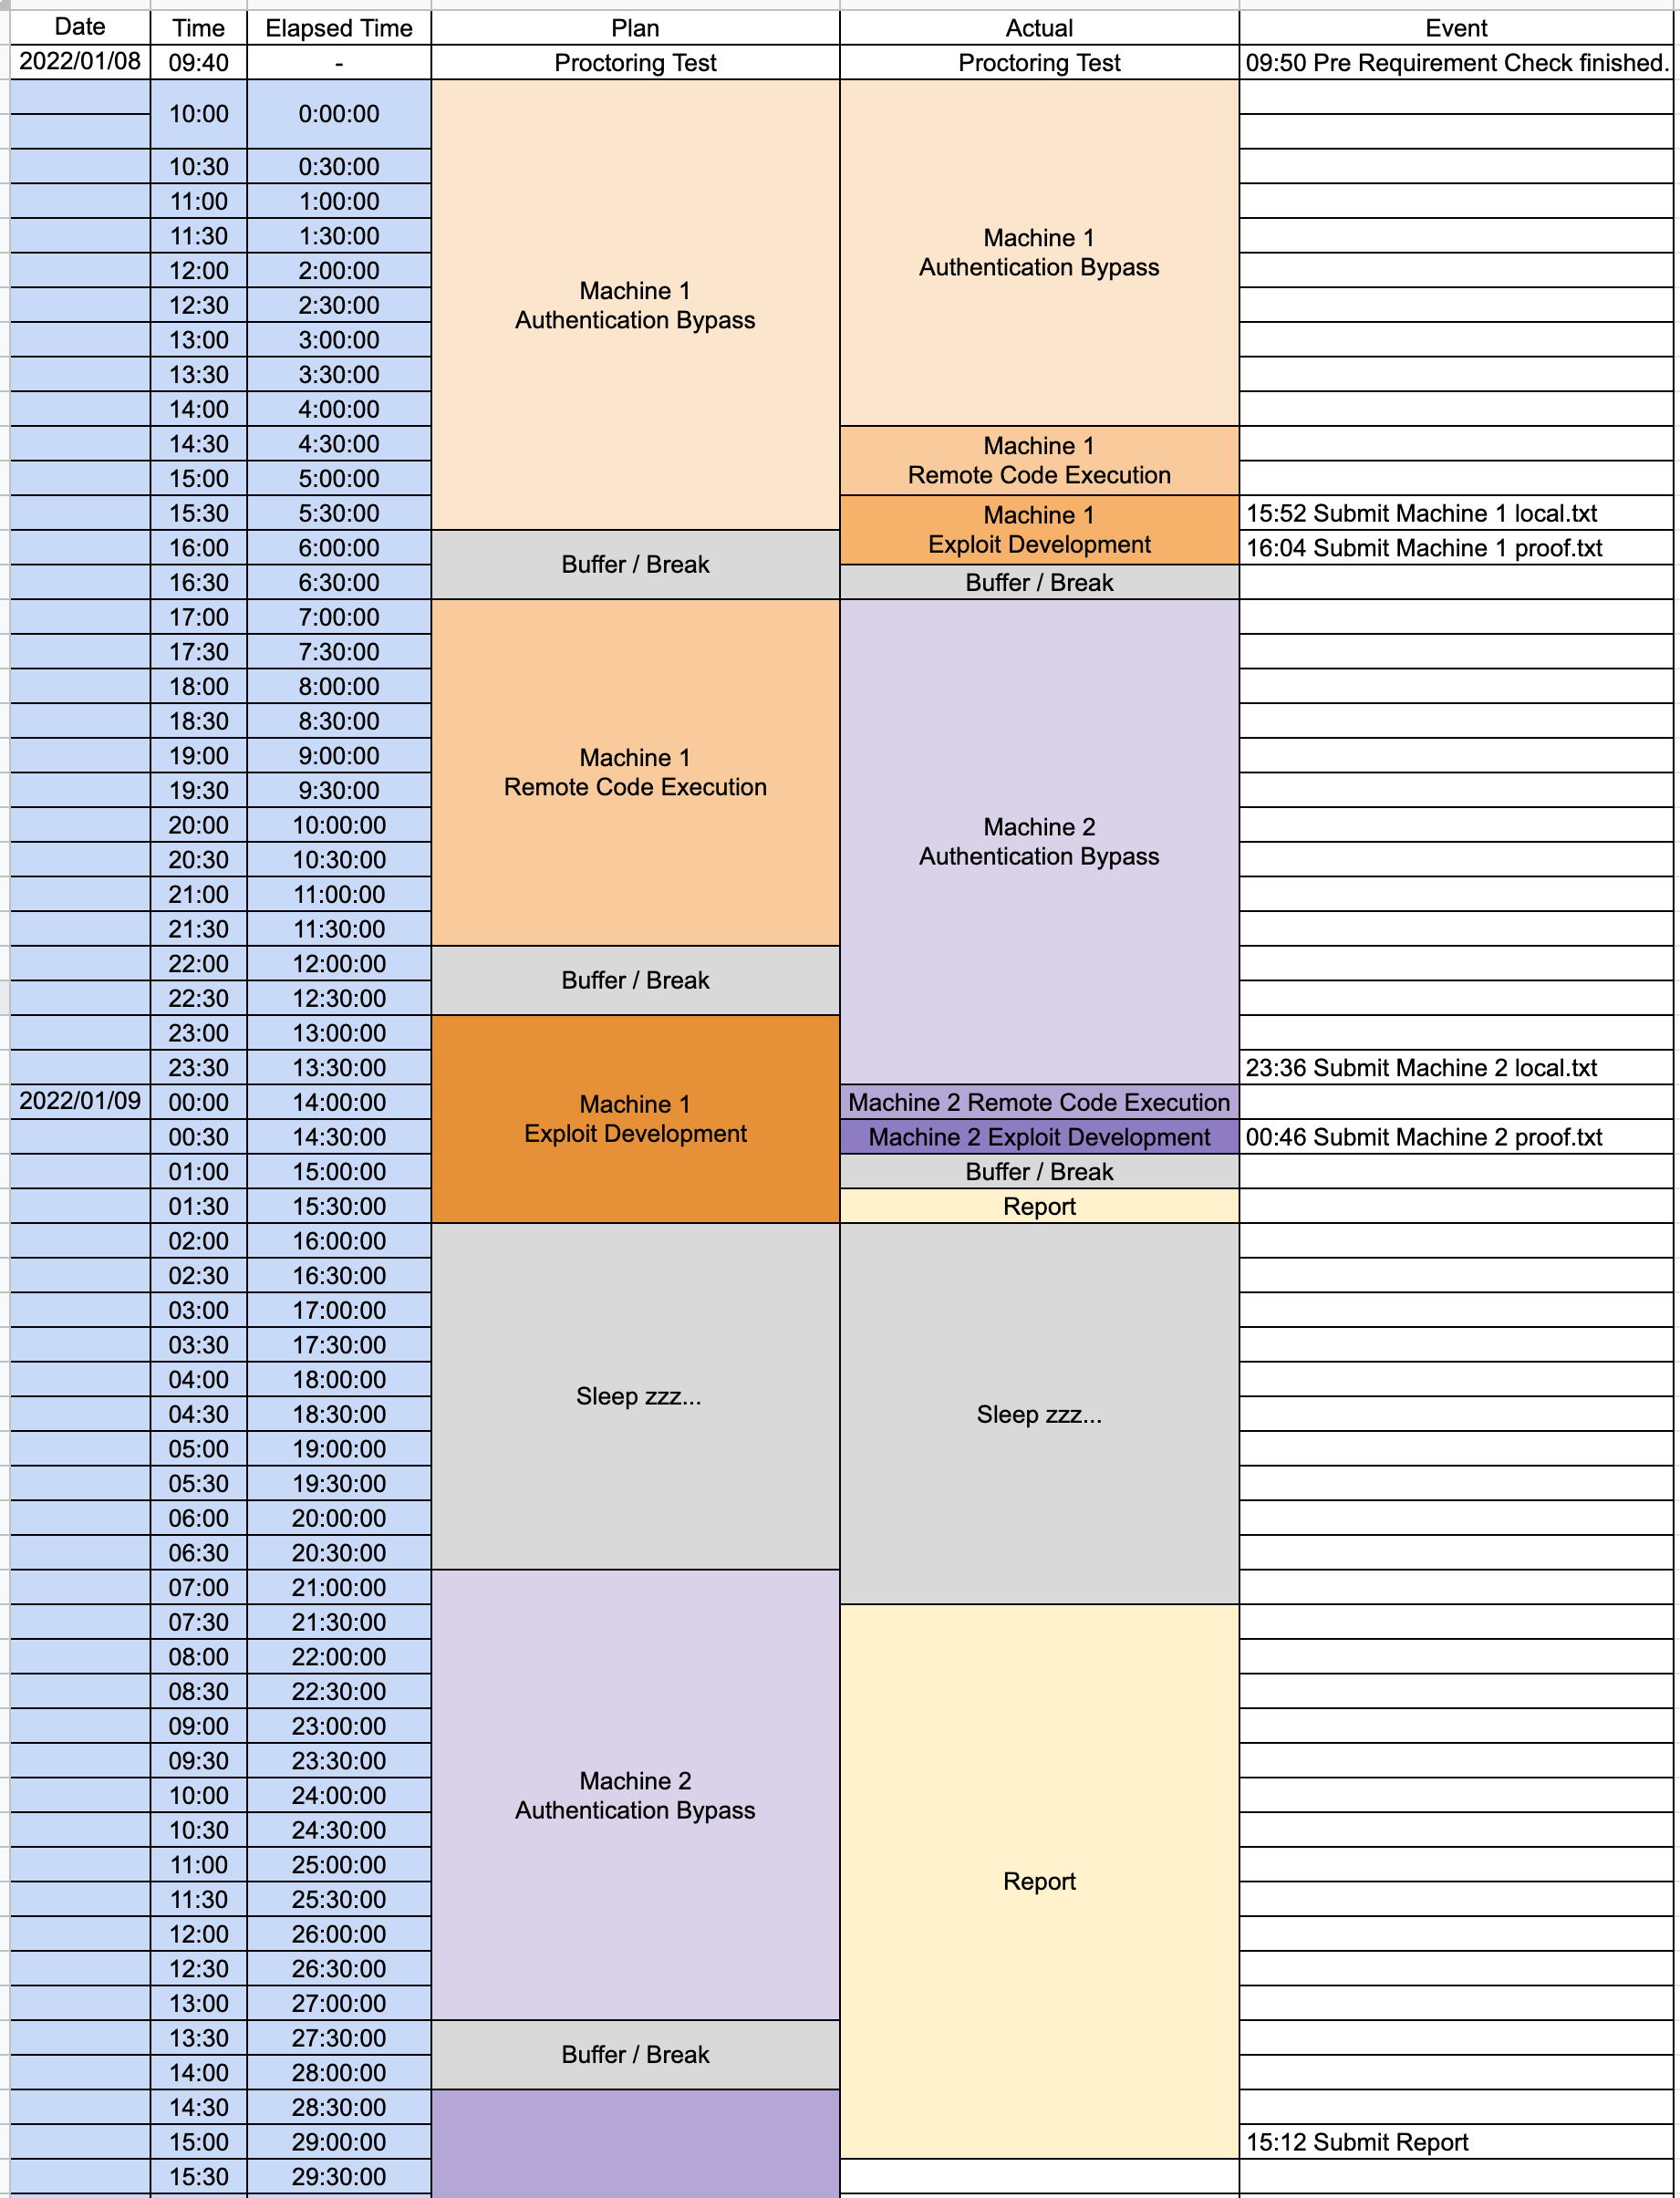 Date Time Elapsed Time Plan Actual Event
2022/01/08 09:40 - Proctoring Test Proctoring Test 09:50 Pre Requirement Check finished.
10:00 0:00:00
10:30 0:30:00
11:00 1:00:00
11:30 1:30:00
Machine 1
Authentication Bypass
12:00 2:00:00
Machine 1
Authentication Bypass
12:30 2:30:00
13:00 3:00:00
13:30 3:30:00
14:00 4:00:00
14:30 4:30:00
Machine 1
Remote Code Execution
15:00 5:00:00
15:30 5:30:00 15:52 Submit Machine 1 local.txt
Machine 1
Exploit Development
16:00 6:00:00 16:04 Submit Machine 1 proof.txt
Buffer / Break
16:30 6:30:00 Buffer / Break
17:00 7:00:00
17:30 7:30:00
18:00 8:00:00
18:30 8:30:00
19:00 9:00:00
Machine 1
Remote Code Execution
19:30 9:30:00
20:00 10:00:00
Machine 2
Authentication Bypass
20:30 10:30:00
21:00 11:00:00
21:30 11:30:00
22:00 12:00:00
Buffer / Break
22:30 12:30:00
23:00 13:00:00
23:30 13:30:00 23:36 Submit Machine 2 local.txt
2022/01/09 00:00 14:00:00 Machine 2 Remote Code Execution
Machine 1
Exploit Development
00:30 14:30:00 Machine 2 Exploit Development 00:46 Submit Machine 2 proof.txt
01:00 15:00:00 Buffer / Break
01:30 15:30:00 Report
02:00 16:00:00
02:30 16:30:00
03:00 17:00:00
03:30 17:30:00
04:00 18:00:00
Sleep zzz...
04:30 18:30:00 Sleep zzz...
05:00 19:00:00
05:30 19:30:00
06:00 20:00:00
06:30 20:30:00
07:00 21:00:00
07:30 21:30:00
08:00 22:00:00
08:30 22:30:00
09:00 23:00:00
09:30 23:30:00
10:00 24:00:00
Machine 2
Authentication Bypass
10:30 24:30:00
11:00 25:00:00
Report
11:30 25:30:00
12:00 26:00:00
12:30 26:30:00
13:00 27:00:00
13:30 27:30:00
Buffer / Break
14:00 28:00:00
14:30 28:30:00
15:00 29:00:00 15:12 Submit Report
15:30 29:30:00